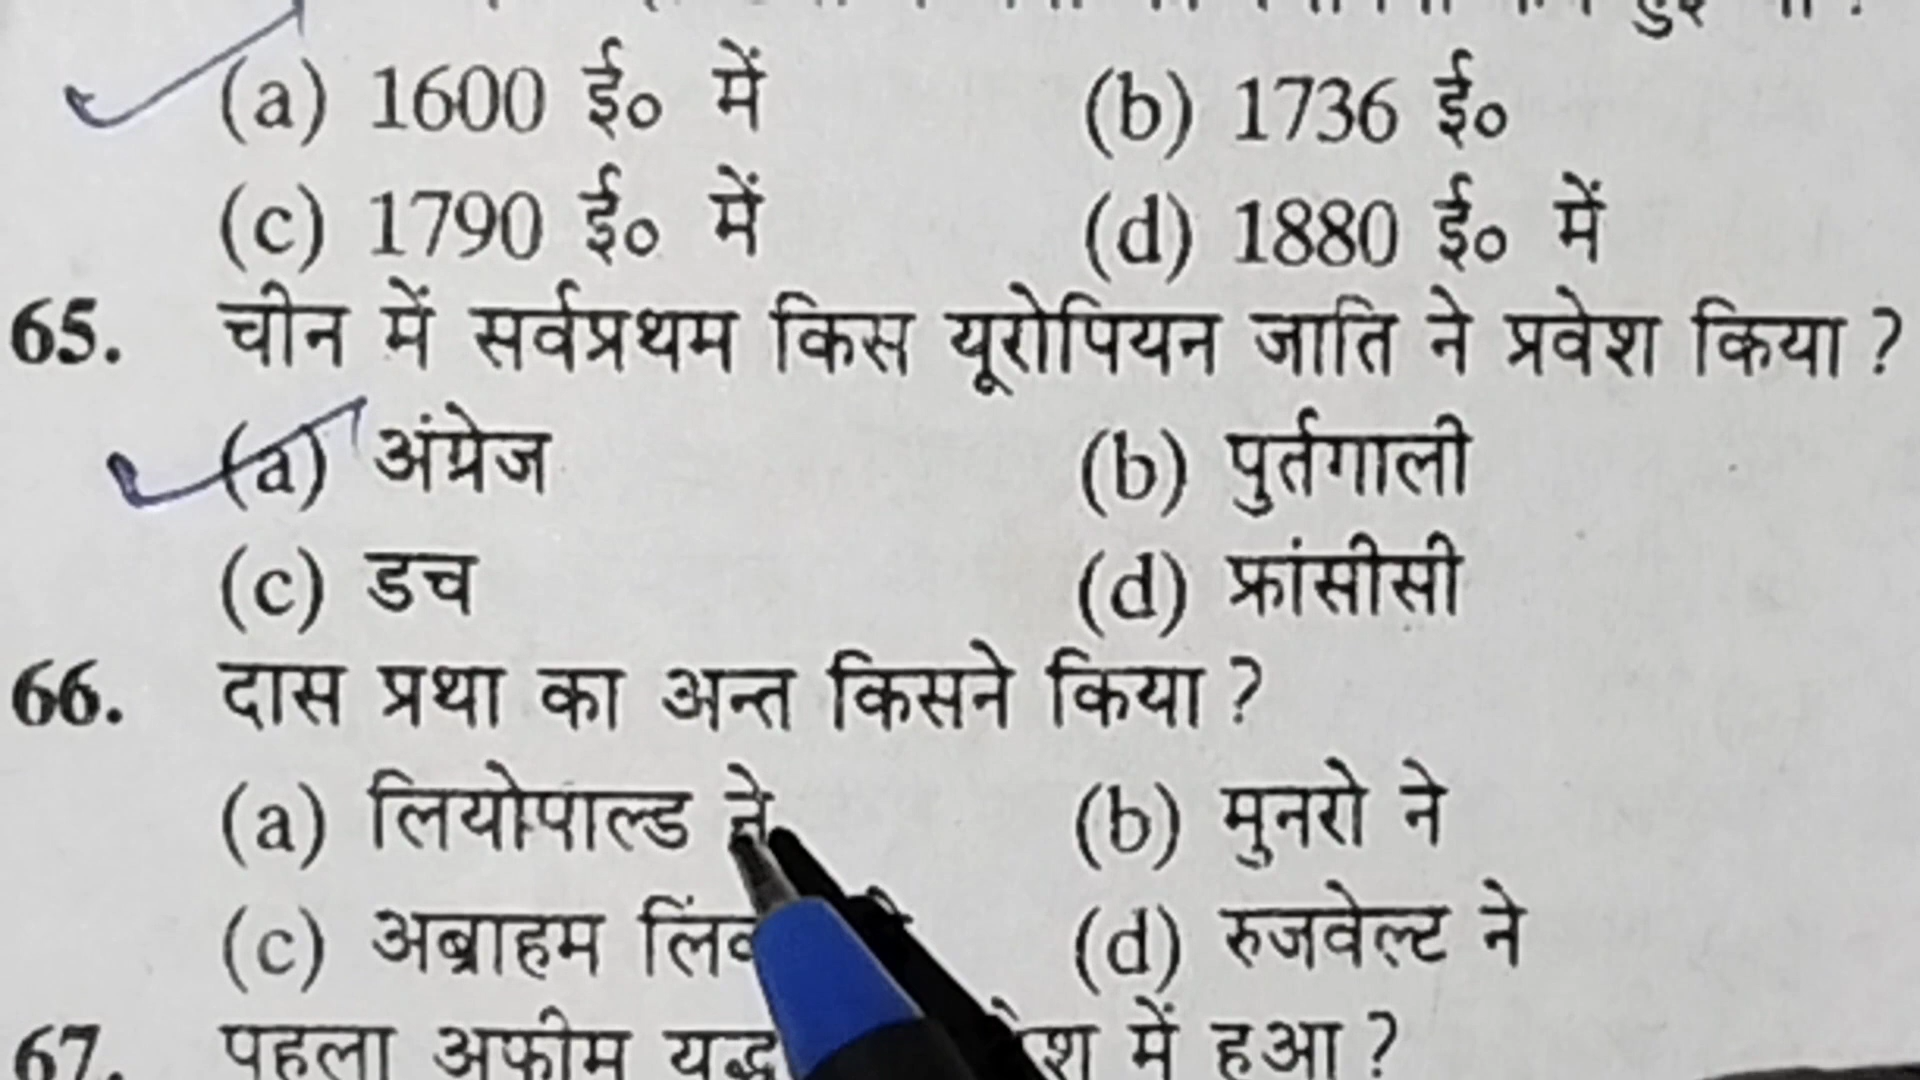 (a) 1600 ई० में (b) 1736 ई०
(c) 1790 ई० में (d) 1880 ई० में
65. चीन में सर्वप्रथम किस यूरोपियन जाति ने प्रवेश किया ?
(a) अंग्रेज (b) पुर्तगाली
(c) डच (d) फ्रांसीसी
66. दास प्रथा का अन्त किसने किया ?
(a) लियोपाल्ड ने (b) मुनरो ने
(c) अब्राहम (d) रुजवेल्ट ने
67. पहला अफीम युद्ध में हुआ ?